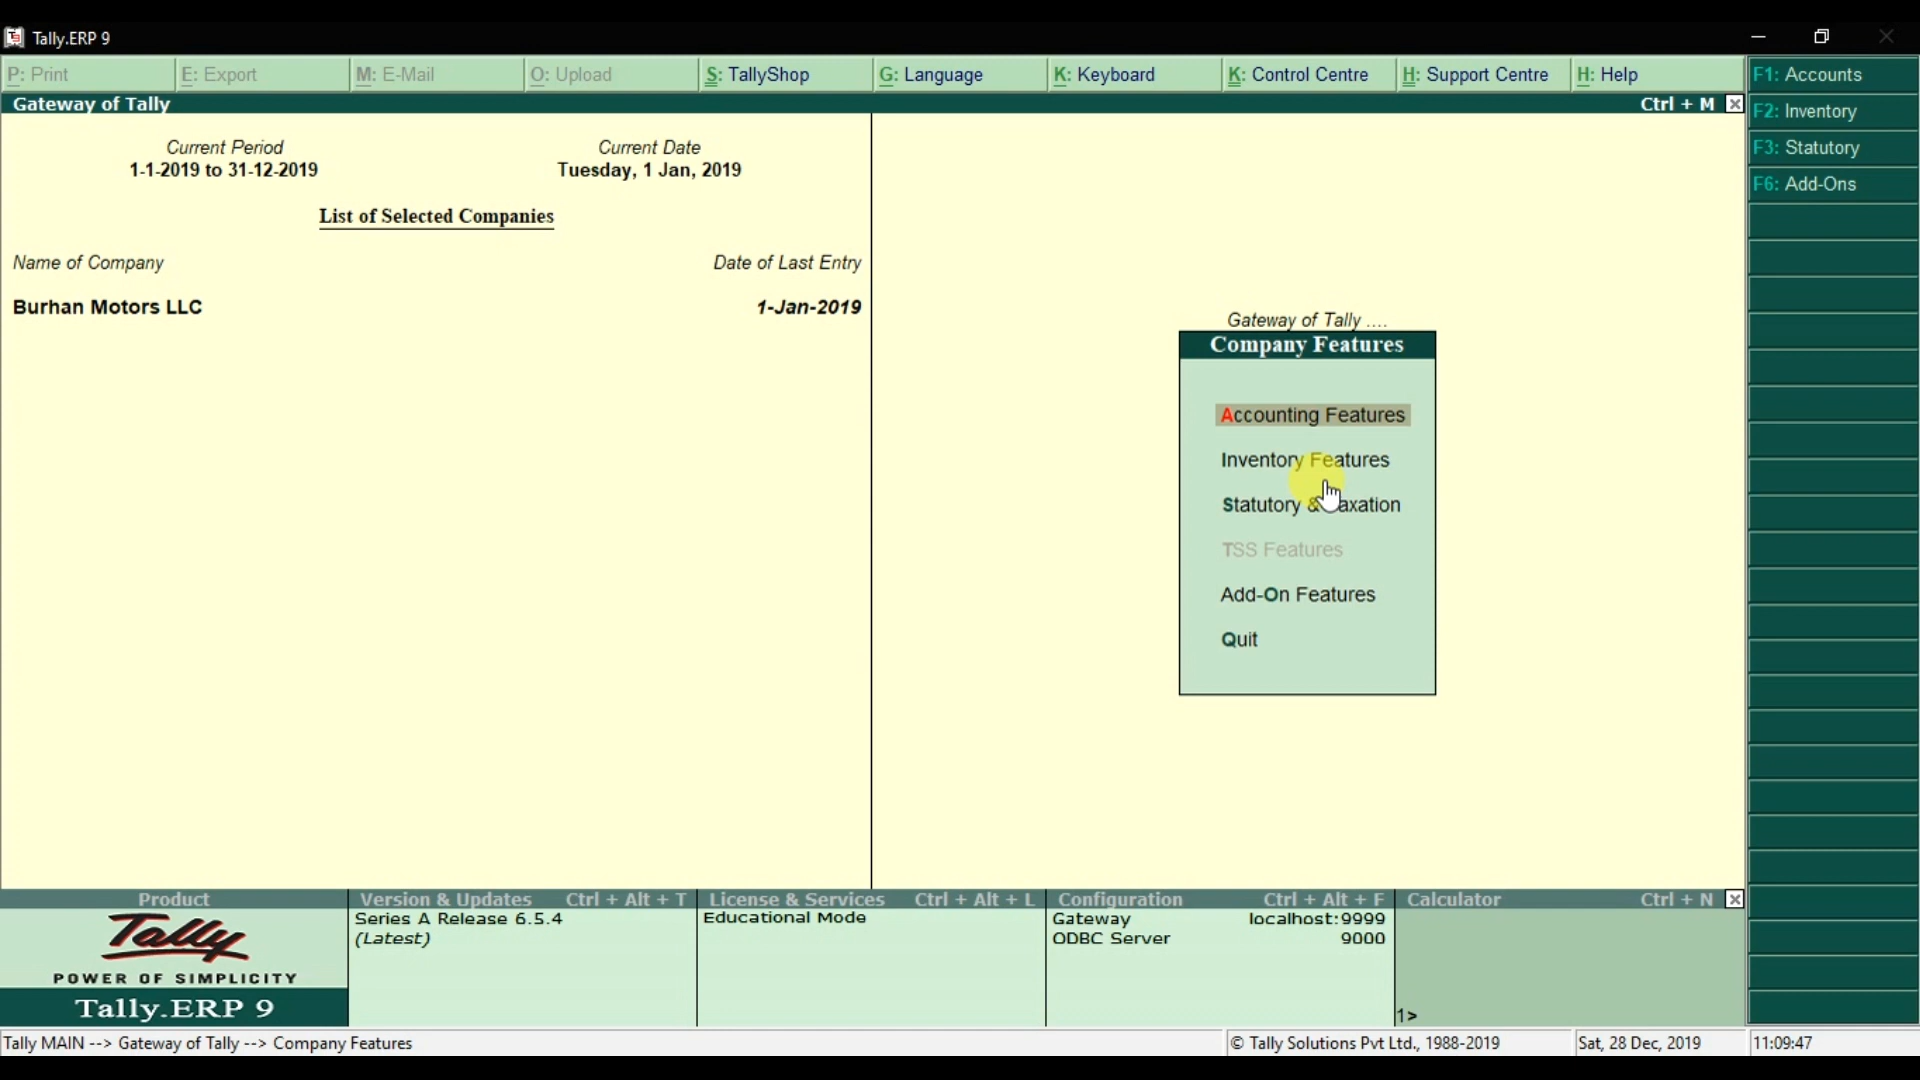 Tally.ERP 9
P: Print E: Export M: E-Mail O: Upload S: TallyShop G: Language K: Keyboard K: Control Centre H: Support Centre H: Help
F1: Accounts
F2: Inventory
F3: Statutory
F6: Add-Ons
Gateway of Tally Ctrl + M
Current Period Current Date
1-1-2019 to 31-12-2019 Tuesday, 1 Jan, 2019
List of Selected Companies
Name of Company Date of Last Entry
Burhan Motors LLC 1-Jan-2019
Gateway of Tally ....
Company Features
Accounting Features
Inventory Features
Statutory & axation
TSS Features
Add-On Features
Quit
Product Version & Updates Ctrl + Alt + T License & Services Ctrl + Alt + L Configuration Ctrl + Alt + F Calculator Ctrl + N
Tally
POWER OF SIMPLICITY
Tally.ERP 9
Series A Release 6.5.4
(Latest)
Educational Mode
Gateway localhost:9999
ODBC Server 9000
1>
Tally MAIN --> Gateway of Tally --> Company Features © Tally Solutions Pvt Ltd., 1988-2019 Sat, 28 Dec, 2019 11:09:47